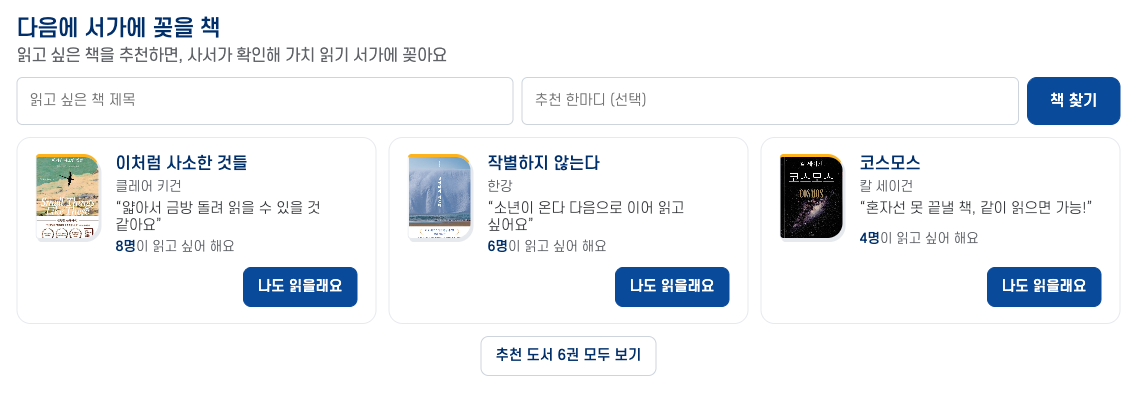 다음에 서가에 꽂을 책
읽고 싶은 책을 추천하면, 사서가 확인해 가치 읽기 서가에 꽂아요
읽고 싶은 책 제목
추천 한마디 (선택)
책 찾기
이처럼 사소한 것들
클레어 키건
“얇아서 금방 돌려 읽을 수 있을 것
같아요”
8명이 읽고 싶어 해요
나도 읽을래요
작별하지 않는다
한강
“소년이 온다 다음으로 이어 읽고
싶어요”
6명이 읽고 싶어 해요
나도 읽을래요
칼 세이건
코스모스
COSMOS
코스모스
칼 세이건
“혼자선 못 끝낼 책, 같이 읽으면 가능!”
4명이 읽고 싶어 해요
나도 읽을래요
추천 도서 6권 모두 보기